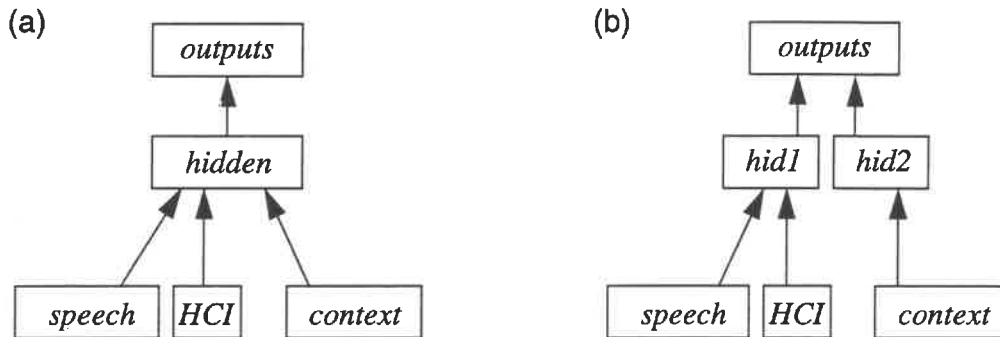 (a)
outputs
hidden
speech HCI context
(b)
outputs
hid1 hid2
speech HCI context